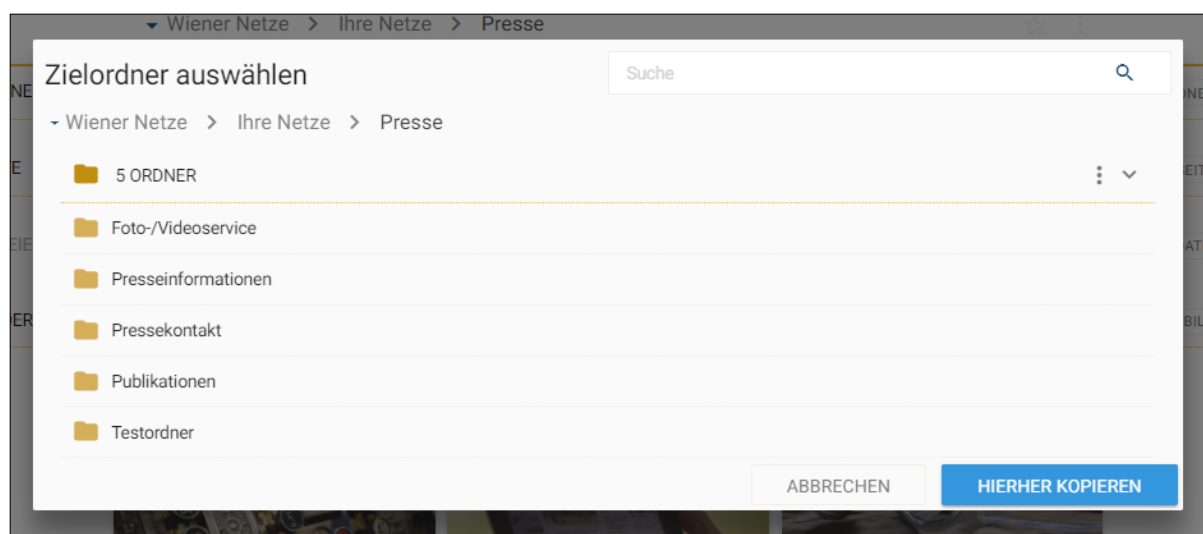 Wiener Netze > Ihre Netze > Presse
Zielordner auswählen
Suche
Wiener Netze > Ihre Netze > Presse
5 ORDNER
Foto-/Videoservice
Presseinformationen
Pressekontakt
Publikationen
Testordner
ABBRECHEN
HIERHER KOPIEREN